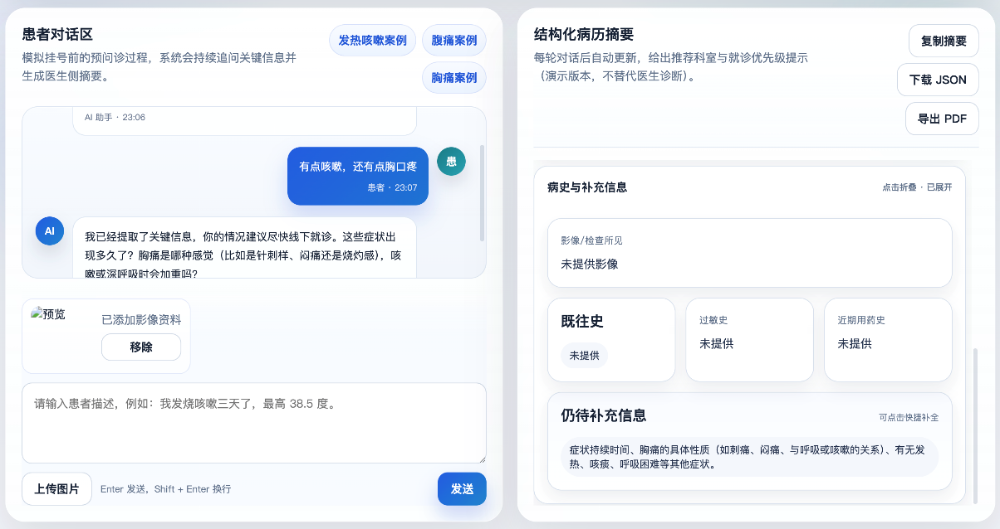 患者对话区
模拟挂号前的预问诊过程，系统会持续追问关键信息并
生成医生侧摘要。
发热咳嗽案例
腹痛案例
胸痛案例
AI 助手 · 23:06
有点咳嗽，还有点胸口疼
患者 · 23:07
患
AI
我已经提取了关键信息，你的情况建议尽快线下就诊。这些症状出
现多久了？胸痛是哪种感觉（比如是针刺样、闷痛还是烧灼感），咳
嗽或深呼吸时会加重吗？
预览
已添加影像资料
移除
请输入患者描述，例如：我发烧咳嗽三天了，最高 38.5 度。
上传图片
Enter 发送，Shift + Enter 换行
发送
结构化病历摘要
每轮对话后自动更新，给出推荐科室与就诊优先级提示
（演示版本，不替代医生诊断）。
复制摘要
下载 JSON
导出 PDF
病史与补充信息
点击折叠 · 已展开
影像/检查所见
未提供影像
既往史
未提供
过敏史
未提供
近期用药史
未提供
仍待补充信息
可点击快捷补全
症状持续时间、胸痛的具体性质（如刺痛、闷痛、与呼吸或咳嗽的关系）、有无发
热、咳痰、呼吸困难等其他症状。